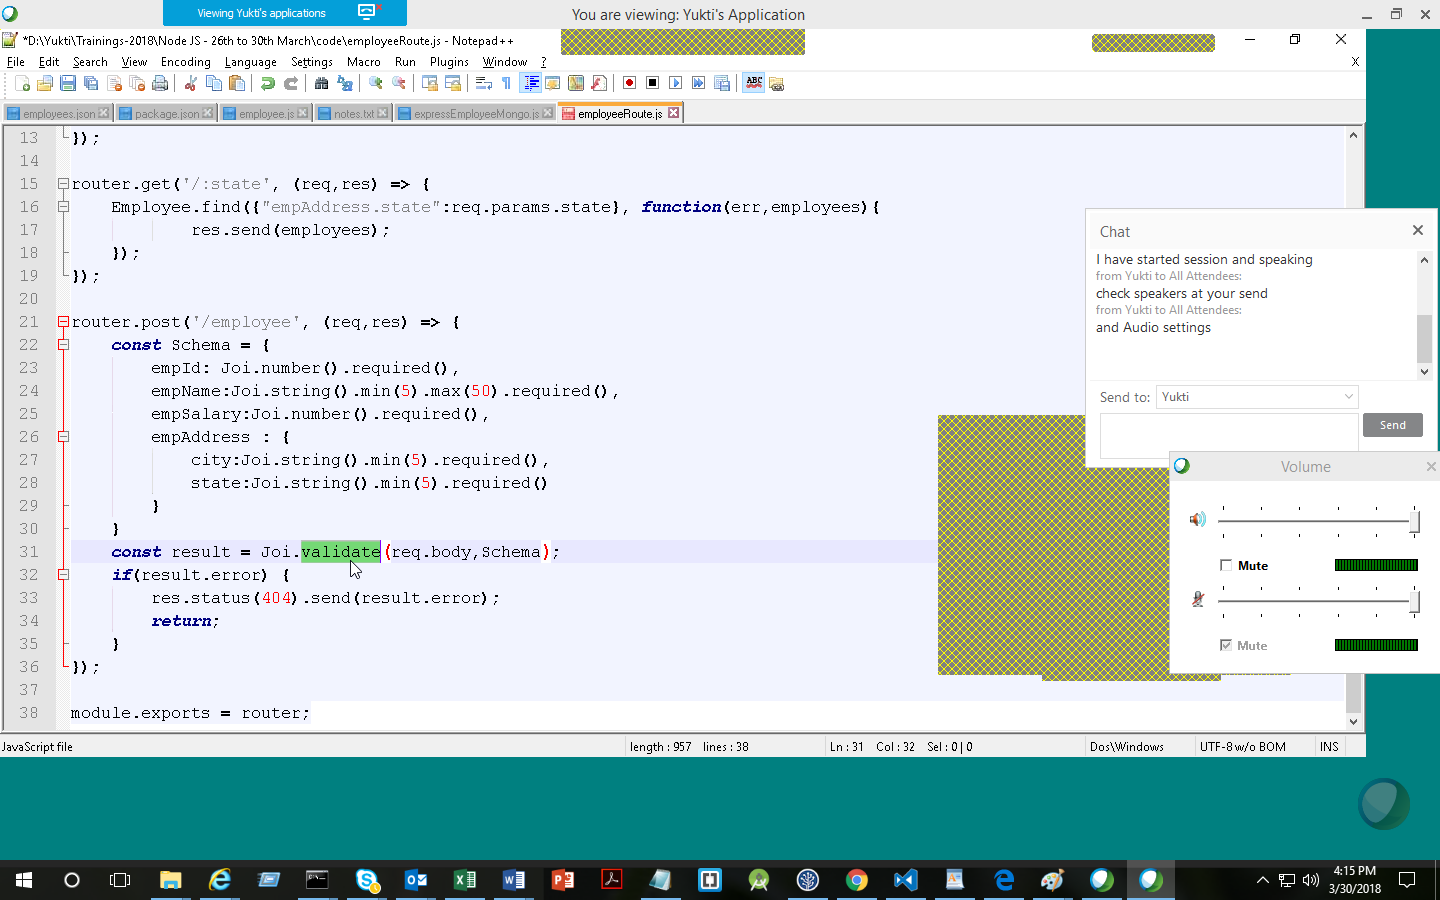 Viewing Yukti's applications
You are viewing: Yukti's Application
*D:\Yukti\Trainings-2018\Node JS - 26th to 30th March\code\employeeRoute.js - Notepad++
File Edit Search View Encoding Language Settings Macro Run Plugins Window ? X
employees.json package.json employee.js notes.txt expressEmployeeMongo.js employeeRoute.js
13 });
14
15 router.get('/:state', (req,res) => {
16 Employee.find({"empAddress.state":req.params.state}, function(err,employees){
17 res.send(employees);
18 });
19 });
20
21 router.post('/employee', (req,res) => {
22 const Schema = {
23 empId: Joi.number().required(),
24 empName:Joi.string().min(5).max(50).required(),
25 empSalary:Joi.number().required(),
26 empAddress : {
27 city:Joi.string().min(5).required(),
28 state:Joi.string().min(5).required()
29 }
30 }
31 const result = Joi.validate(req.body,Schema);
32 if(result.error) {
33 res.status(404).send(result.error);
34 return;
35 }
36 });
37
38 module.exports = router;
JavaScript file length : 957 lines : 38 Ln : 31 Col : 32 Sel : 0 | 0 Dos\Windows UTF-8 w/o BOM INS
Chat
I have started session and speaking
from Yukti to All Attendees:
check speakers at your send
from Yukti to All Attendees:
and Audio settings
Send to: Yukti
Send
Volume
Mute
Mute
4:15 PM
3/30/2018